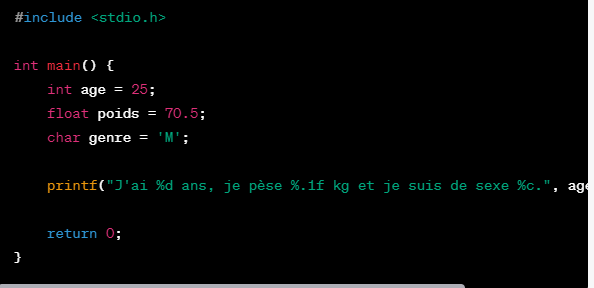 #include <stdio.h>
int main() {
int age = 25;
float poids = 70.5;
char genre = 'M';
printf("J'ai %d ans, je pèse %.1f kg et je suis de sexe %c.", age
return 0;
}